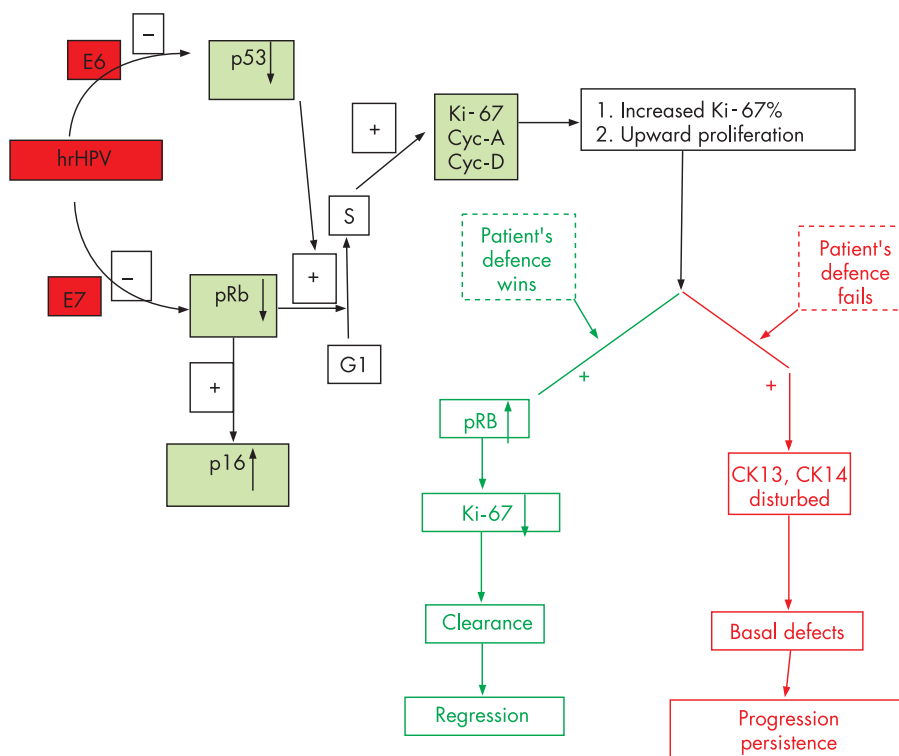 E6
−
p53
hrHPV
E7
−
pRb
+
p16
+
S
G1
+
Ki-67
Cyc-A
Cyc-D
1. Increased Ki-67%
2. Upward proliferation
Patient's
defence
wins
Patient's
defence
fails
+
+
pRB
Ki-67
Clearance
Regression
CK13, CK14
disturbed
Basal defects
Progression
persistence